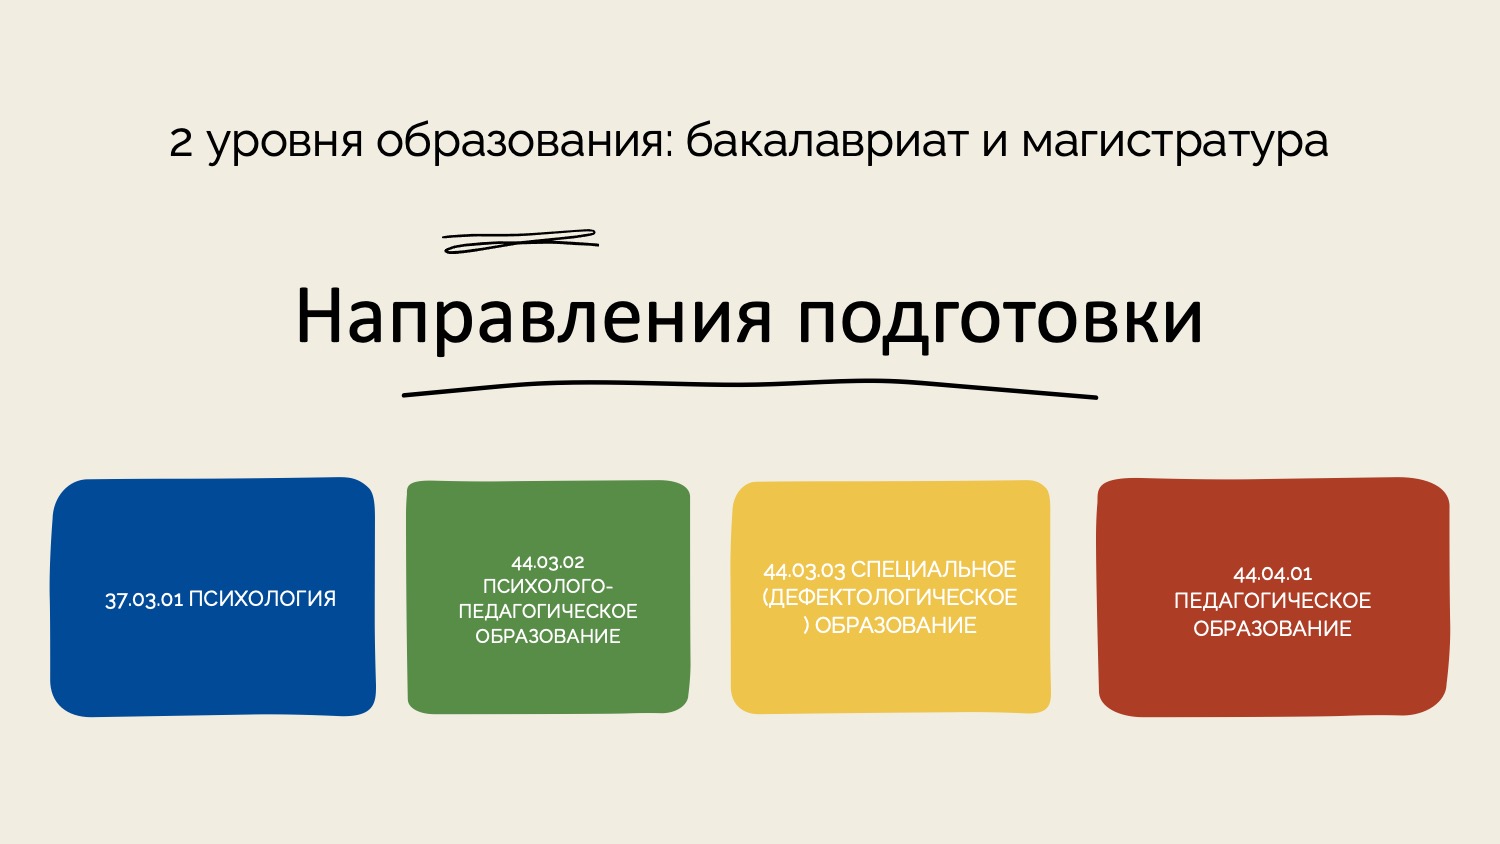 2 уровня образования: бакалавриат и магистратура
Направления подготовки
37.03.01 ПСИХОЛОГИЯ
44.03.02
ПСИХОЛОГО-
ПЕДАГОГИЧЕСКОЕ
ОБРАЗОВАНИЕ
44.03.03 СПЕЦИАЛЬНОЕ
(ДЕФЕКТОЛОГИЧЕСКОЕ
) ОБРАЗОВАНИЕ
44.04.01
ПЕДАГОГИЧЕСКОЕ
ОБРАЗОВАНИЕ